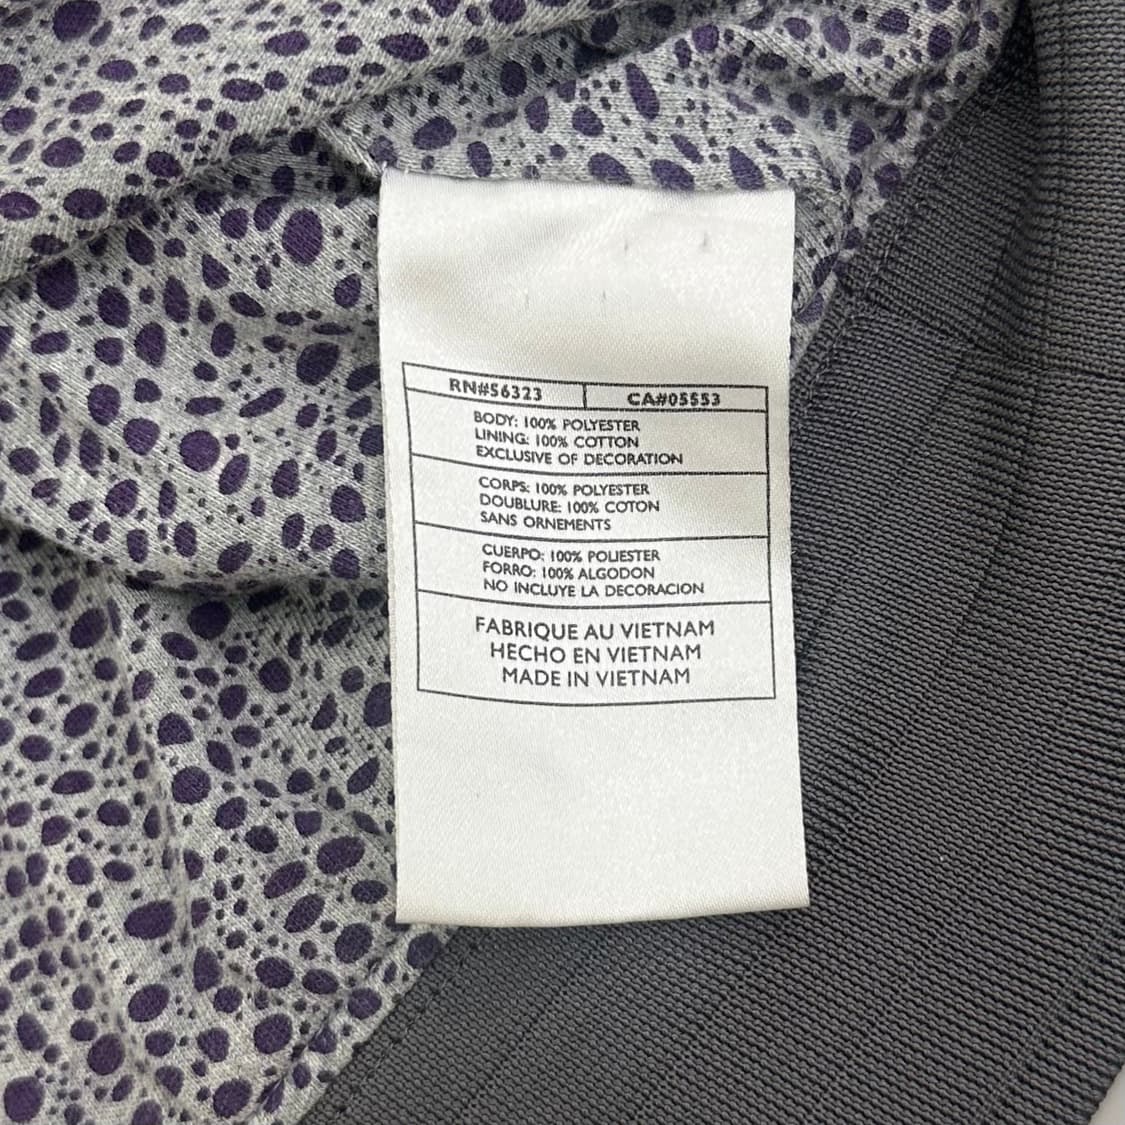 RN#56323
CA#05553
BODY: 100% POLYESTER
LINING: 100% COTTON
EXCLUSIVE OF DECORATION
CORPS: 100% POLYESTER
DOUBLURE: 100% COTON
SANS ORNEMENTS
CUERPO: 100% POLIESTER
FORRO: 100% ALGODON
NO INCLUYE LA DECORACION
FABRIQUE AU VIETNAM
HECHO EN VIETNAM
MADE IN VIETNAM